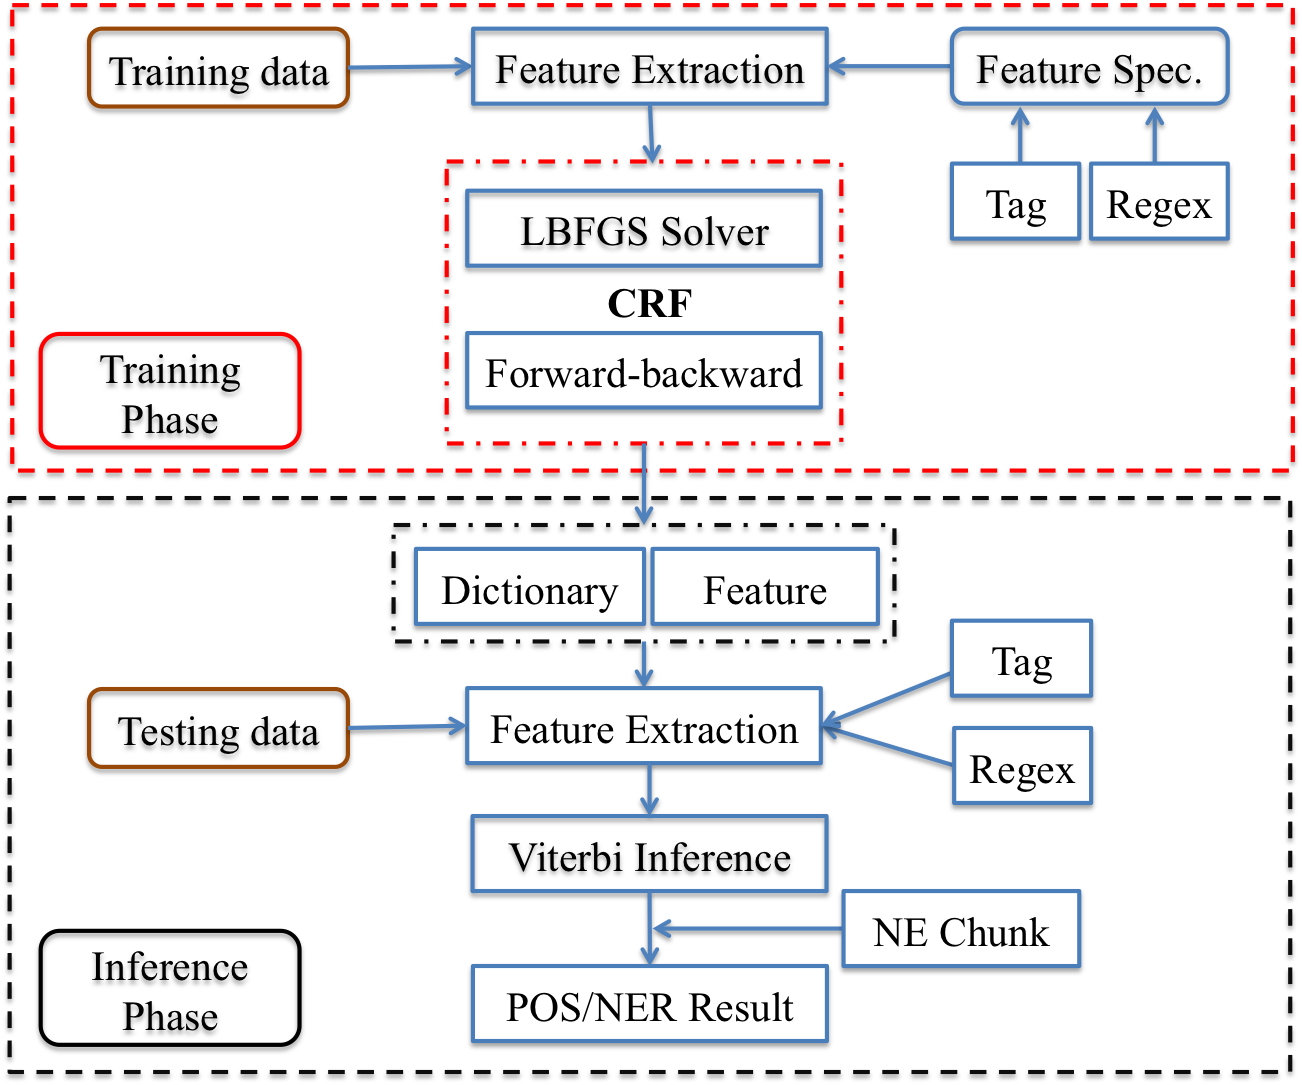 Training data
Feature Extraction
Feature Spec.
Tag
Regex
LBFGS Solver
CRF
Forward-backward
Training
Phase
Dictionary
Feature
Tag
Testing data
Feature Extraction
Regex
Viterbi Inference
NE Chunk
Inference
Phase
POS/NER Result